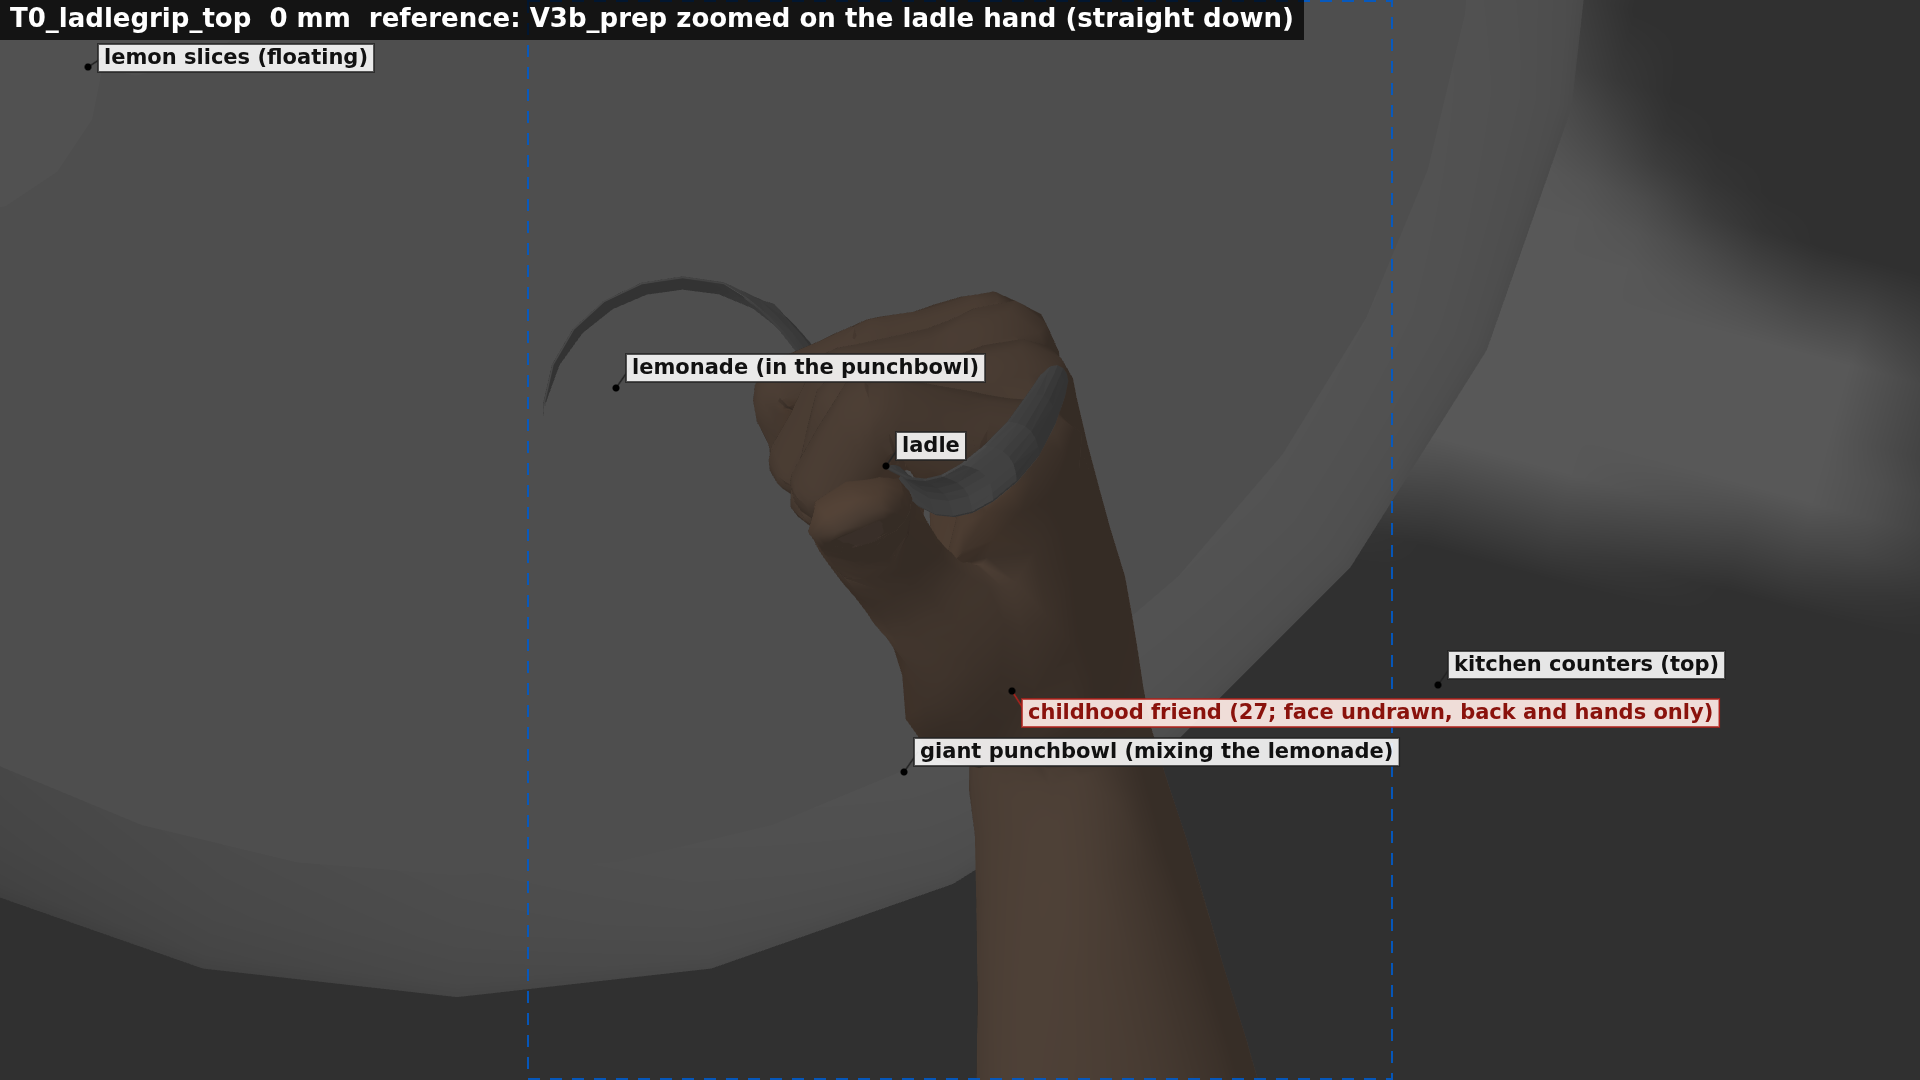 T0_ladlegrip_top  0 mm  reference: V3b_prep zoomed on the ladle hand (straight down)
lemon slices (floating)
lemonade (in the punchbowl)
ladle
kitchen counters (top)
childhood friend (27; face undrawn, back and hands only)
giant punchbowl (mixing the lemonade)